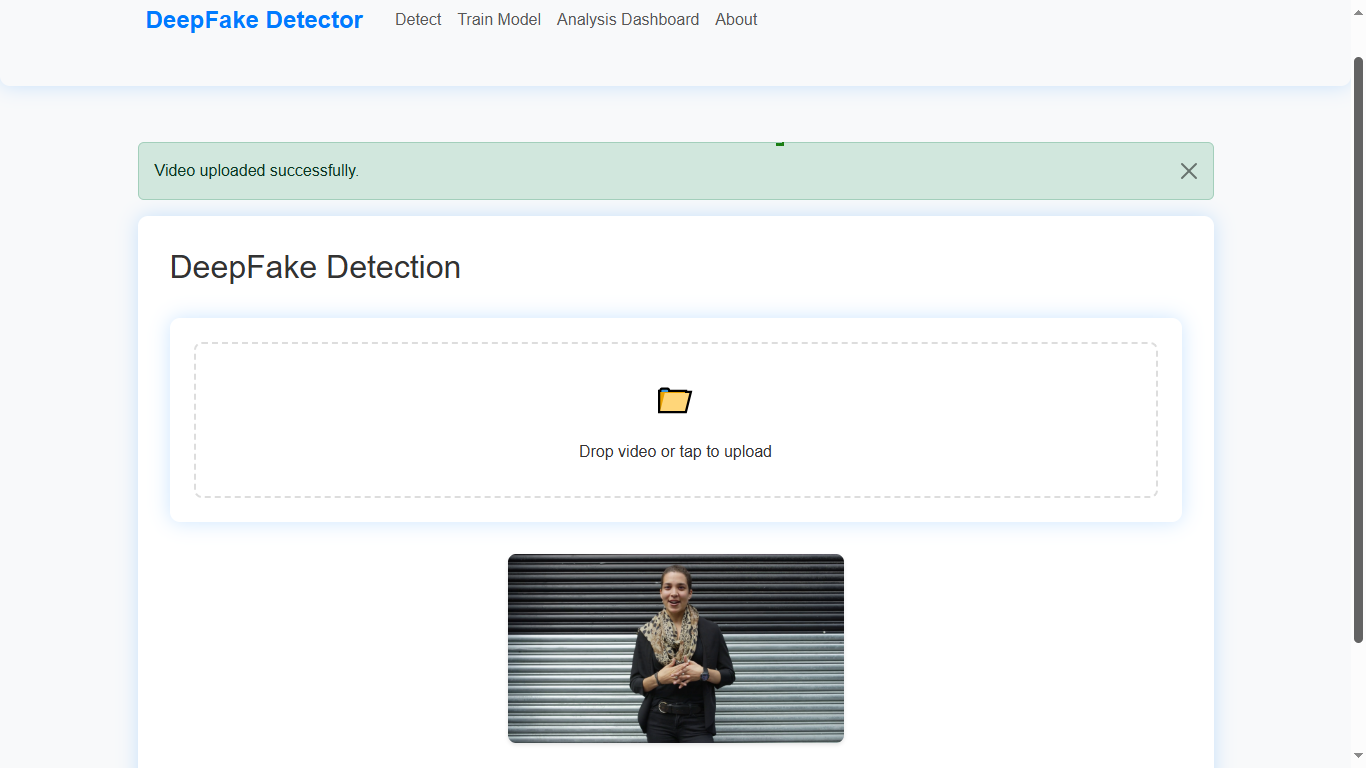 DeepFake Detector Detect Train Model Analysis Dashboard About
Video uploaded successfully.
DeepFake Detection
Drop video or tap to upload